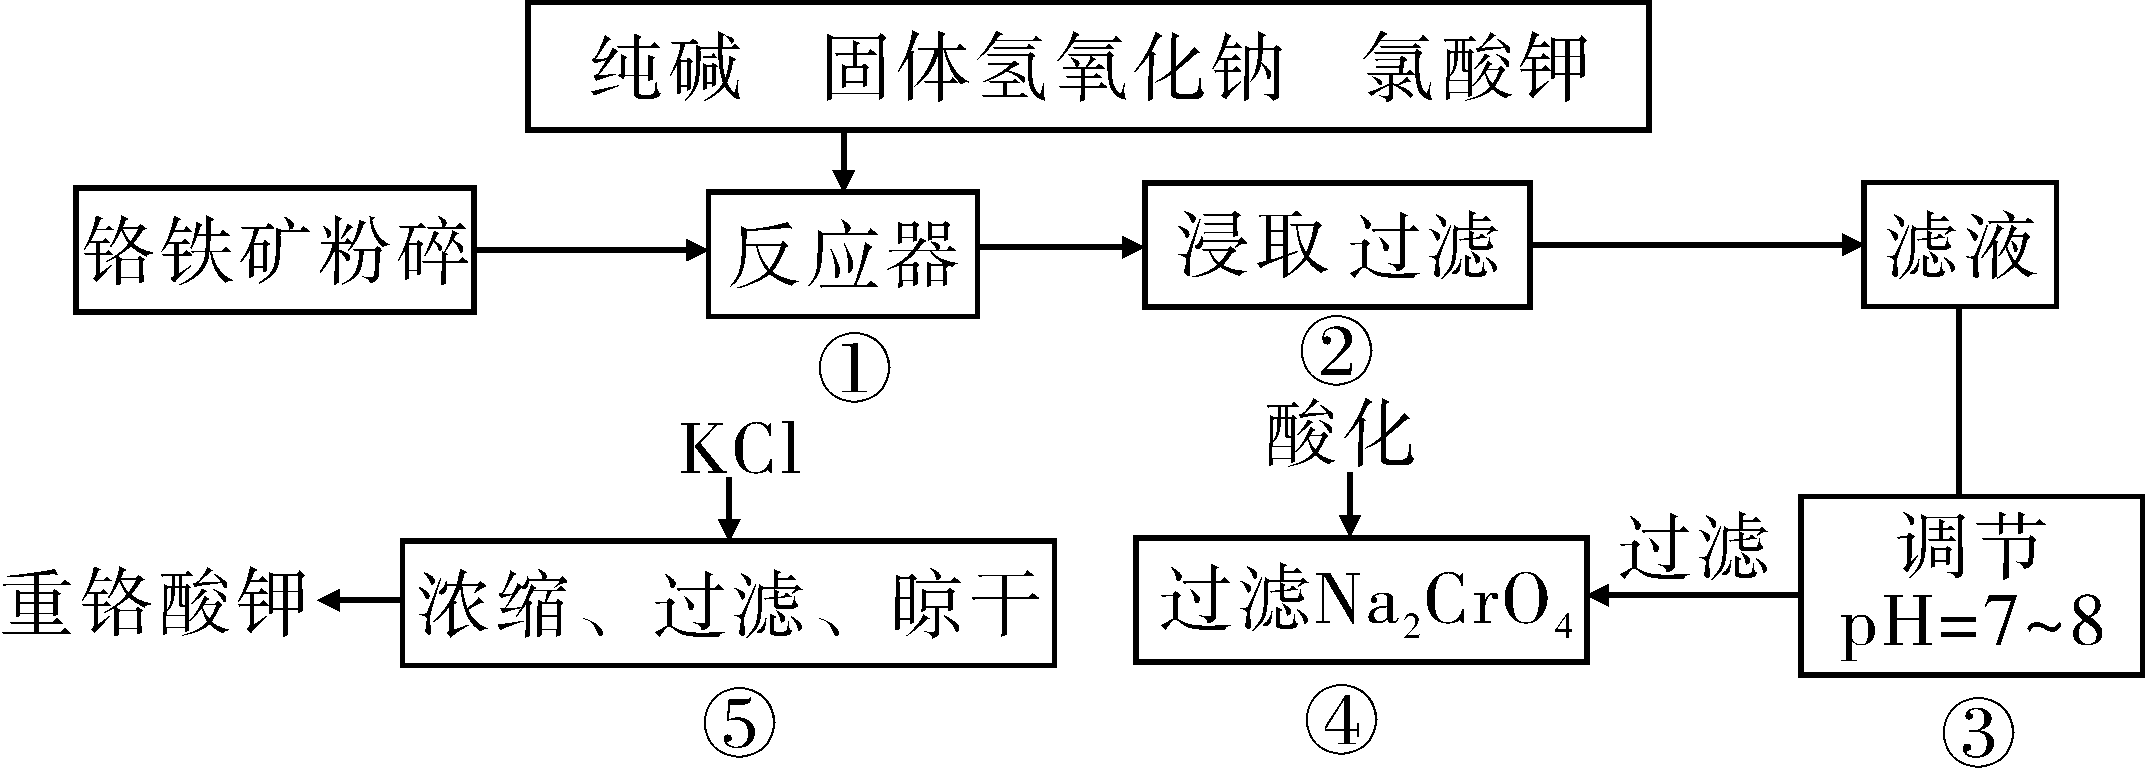 纯碱 固体氢氧化钠 氯酸钾
铬铁矿粉碎
反应器
浸取 过滤
滤液
①
②
酸化
KCl
过滤
调节
pH=7~8
过滤Na₂CrO₄
浓缩、过滤、晾干
重铬酸钾
⑤
④
③